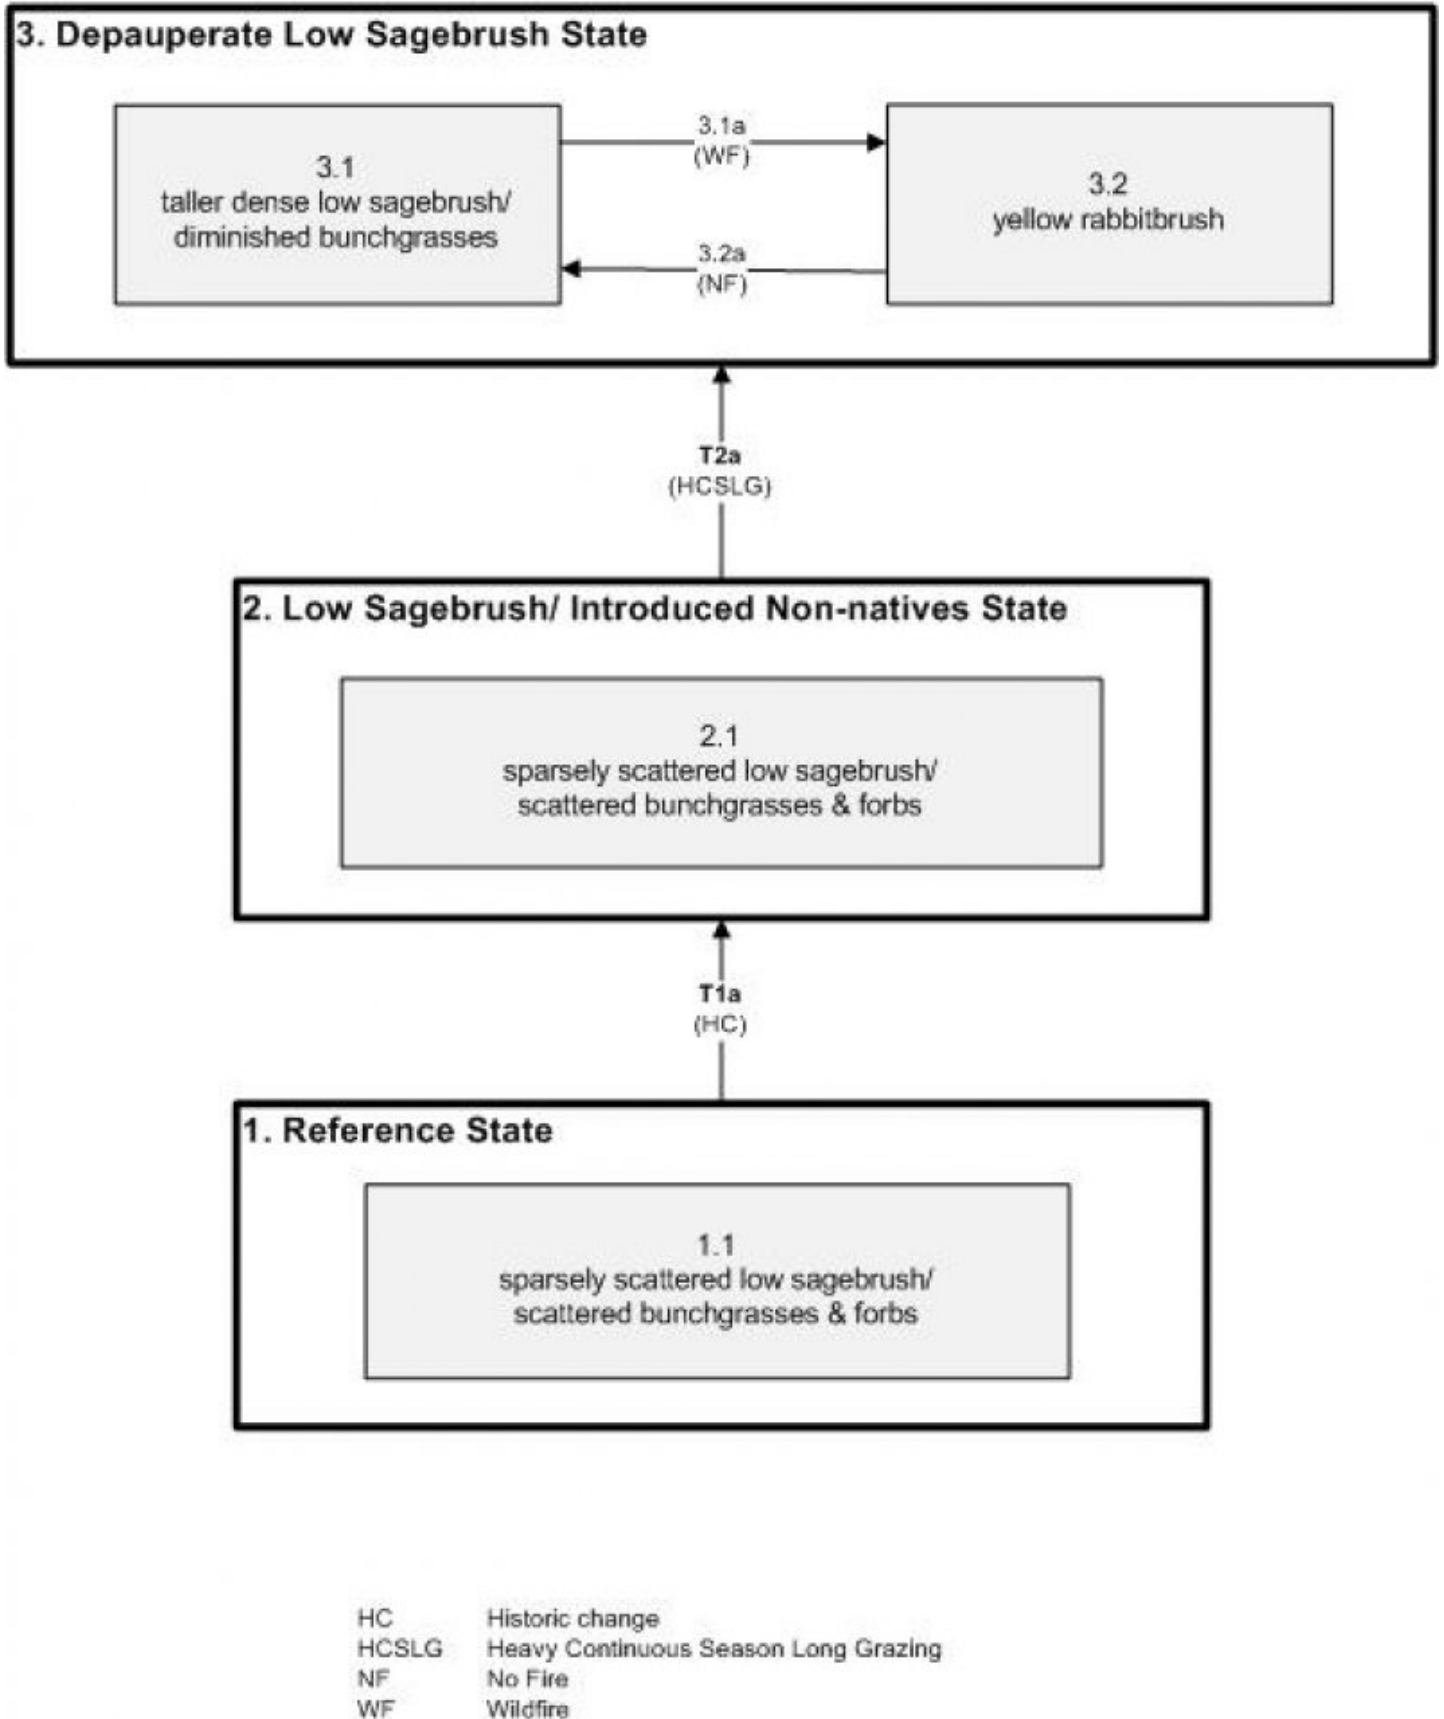 3. Depauperate Low Sagebrush State
3.1
taller dense low sagebrush/
diminished bunchgrasses
3.1a
(WF)
3.2a
(NF)
3.2
yellow rabbitbrush
T2a
(HCSLG)
2. Low Sagebrush/ Introduced Non-natives State
2.1
sparsely scattered low sagebrush/
scattered bunchgrasses & forbs
T1a
(HC)
1. Reference State
1.1
sparsely scattered low sagebrush/
scattered bunchgrasses & forbs
HC Historic change
HCSLG Heavy Continuous Season Long Grazing
NF No Fire
WF Wildfire